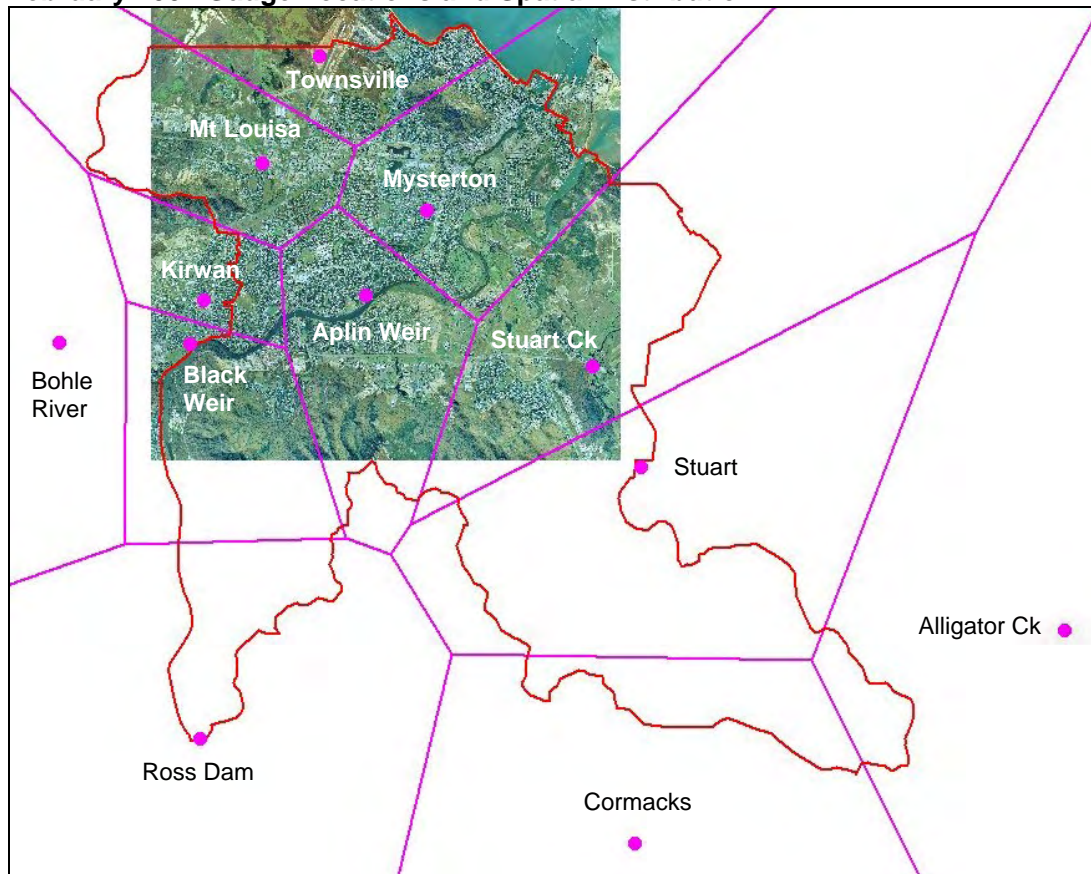 Townsville
Mt Louisa
Mysterton
Kirwan
Aplin Weir
Stuart Ck
Black
Weir
Bohle
River
Stuart
Alligator Ck
Ross Dam
Cormacks